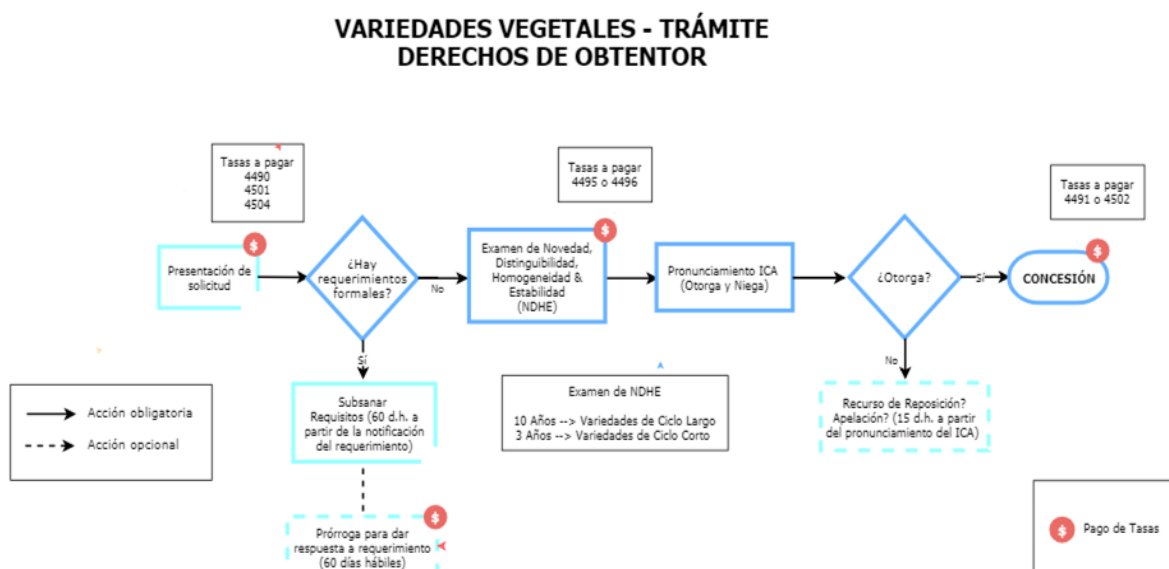 VARIEDADES VEGETALES - TRÁMITE
DERECHOS DE OBTENTOR
Tasas a pagar
4490
4501
4504
Tasas a pagar
4495 o 4496
Tasas a pagar
4491 o 4502
$
$
$
Presentación de
solicitud
¿Hay
requerimientos
formales?
No
Examen de Novedad,
Distinguibilidad,
Homogeneidad &
Estabilidad
(NDHE)
Pronunciamiento ICA
(Otorga y Niega)
¿Otorga?
Sí
CONCESIÓN
Sí
No
Acción obligatoria
Acción opcional
Subsanar
Requisitos (60 d.h. a
partir de la notificación
del requerimiento)
Examen de NDHE
10 Años --> Variedades de Ciclo Largo
3 Años --> Variedades de Ciclo Corto
Recurso de Reposición?
Apelación? (15 d.h. a partir
del pronunciamiento del ICA)
$
Prórroga para dar
respuesta a requerimiento
(60 días hábiles)
$
Pago de Tasas